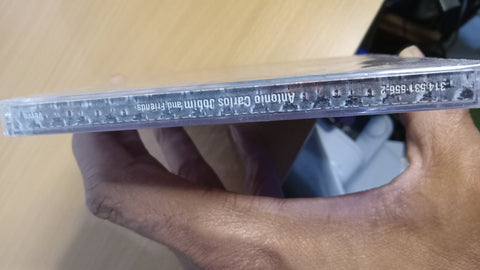 Antonio Carlos Jobim and Friends
314 531 556-2